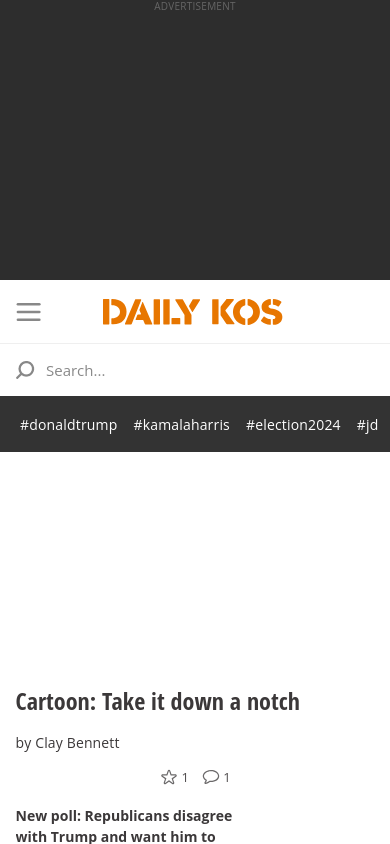 ADVERTISEMENT
DAILY KOS
Search...
#donaldtrump #kamalaharris #election2024 #jd
Cartoon: Take it down a notch
by Clay Bennett
1 1
New poll: Republicans disagree
with Trump and want him to